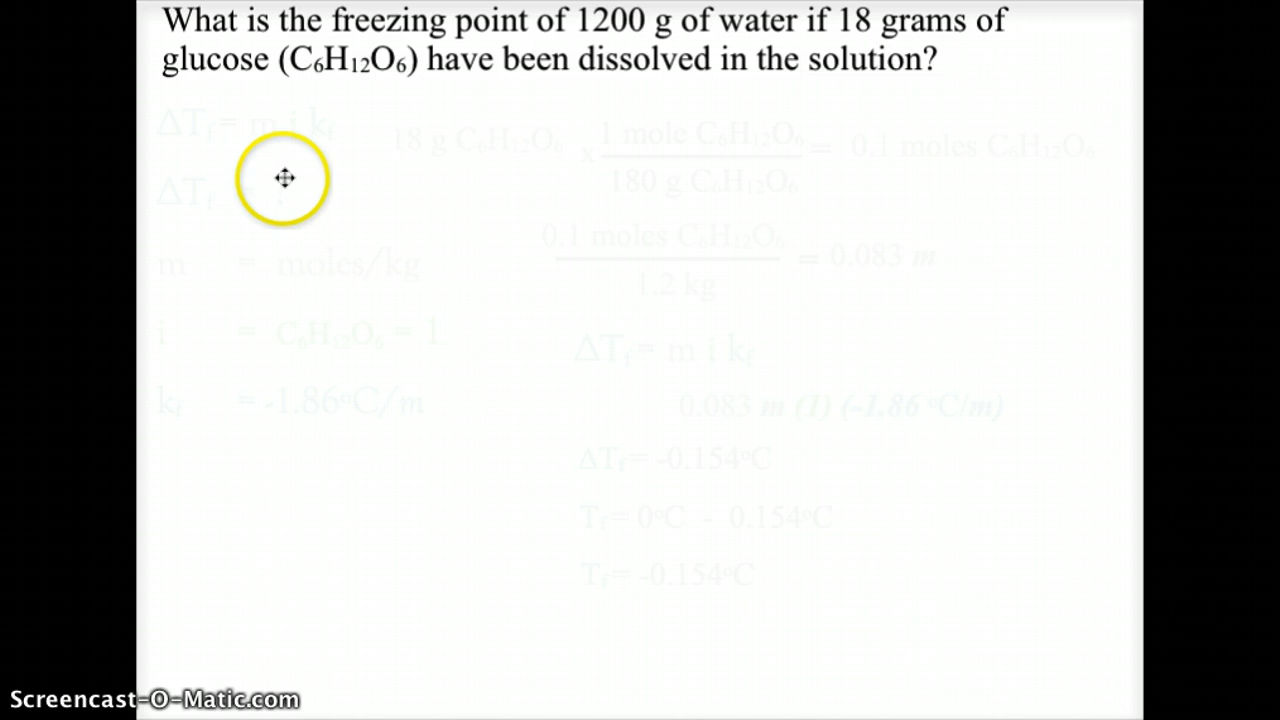 What is the freezing point of 1200 g of water if 18 grams of
glucose (C₆H₁₂O₆) have been dissolved in the solution?
ΔTf = m i kf
18 g C₆H₁₂O₆ x 1 mole C₆H₁₂O₆ = 0.1 moles C₆H₁₂O₆
180 g C₆H₁₂O₆
ΔTf =
0.1 moles C₆H₁₂O₆ = 0.083 m
1.2 kg
m = moles/kg
i = C₆H₁₂O₆ = 1
ΔTf = m i kf
kf = -1.86°C/m
0.083 m (1) (-1.86 °C/m)
ΔTf = -0.154°C
Tf = 0°C - 0.154°C
Tf = -0.154°C
Screencast-O-Matic.com